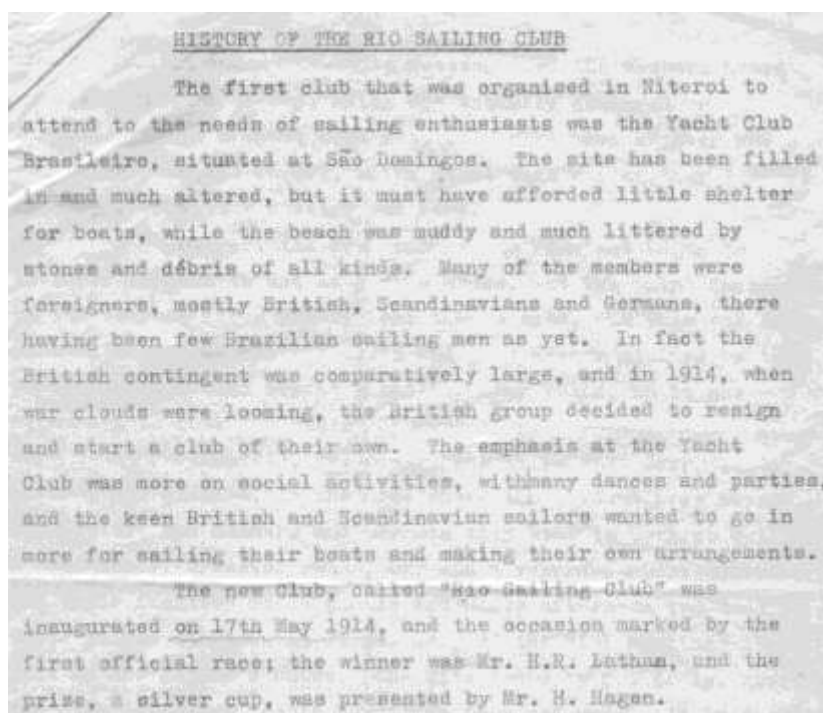 HISTORY OF THE RIO SAILING CLUB
The first club that was organised in Niteroi to
attend to the needs of sailing enthusiasts was the Yacht Club
Brasileiro, situated at São Domingos. The site has been filled
in and much altered, but it must have afforded little shelter
for boats, while the beach was muddy and much littered by
stones and débris of all kinds. Many of the members were
foreigners, mostly British, Scandinavians and Germans, there
having been few Brazilian sailing men as yet. In fact the
British contingent was comparatively large, and in 1914, when
war clouds were looming, the British group decided to resign
and start a club of their own. The emphasis at the Yacht
Club was more on social activities, withmany dances and parties,
and the keen British and Scandinavian sailors wanted to go in
more for sailing their boats and making their own arrangements.
The new Club, called "Rio Sailing Club" was
inaugurated on 17th May 1914, and the occasion marked by the
first official race; the winner was Mr. H.R. Latham, and the
prize, a silver cup, was presented by Mr. H. Hagen.